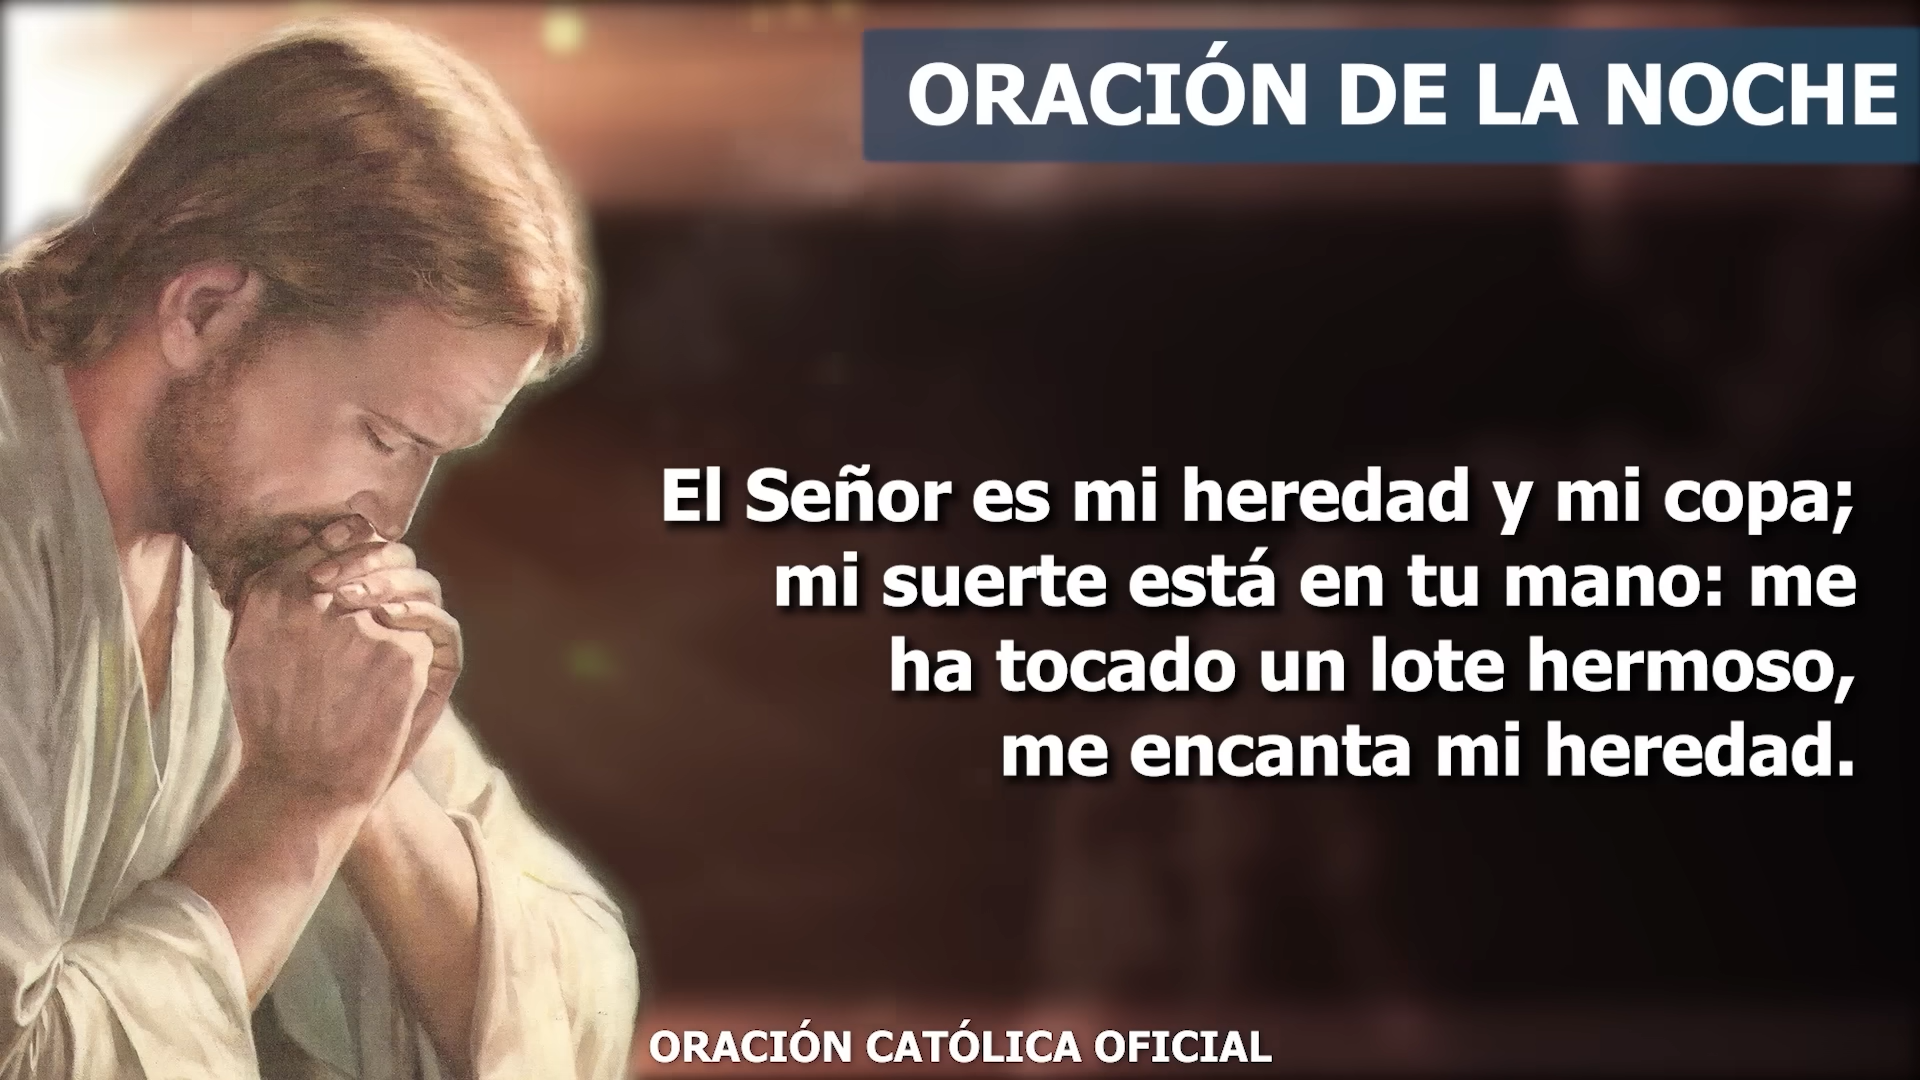 ORACIÓN DE LA NOCHE
El Señor es mi heredad y mi copa;
mi suerte está en tu mano: me
ha tocado un lote hermoso,
me encanta mi heredad.
ORACIÓN CATÓLICA OFICIAL